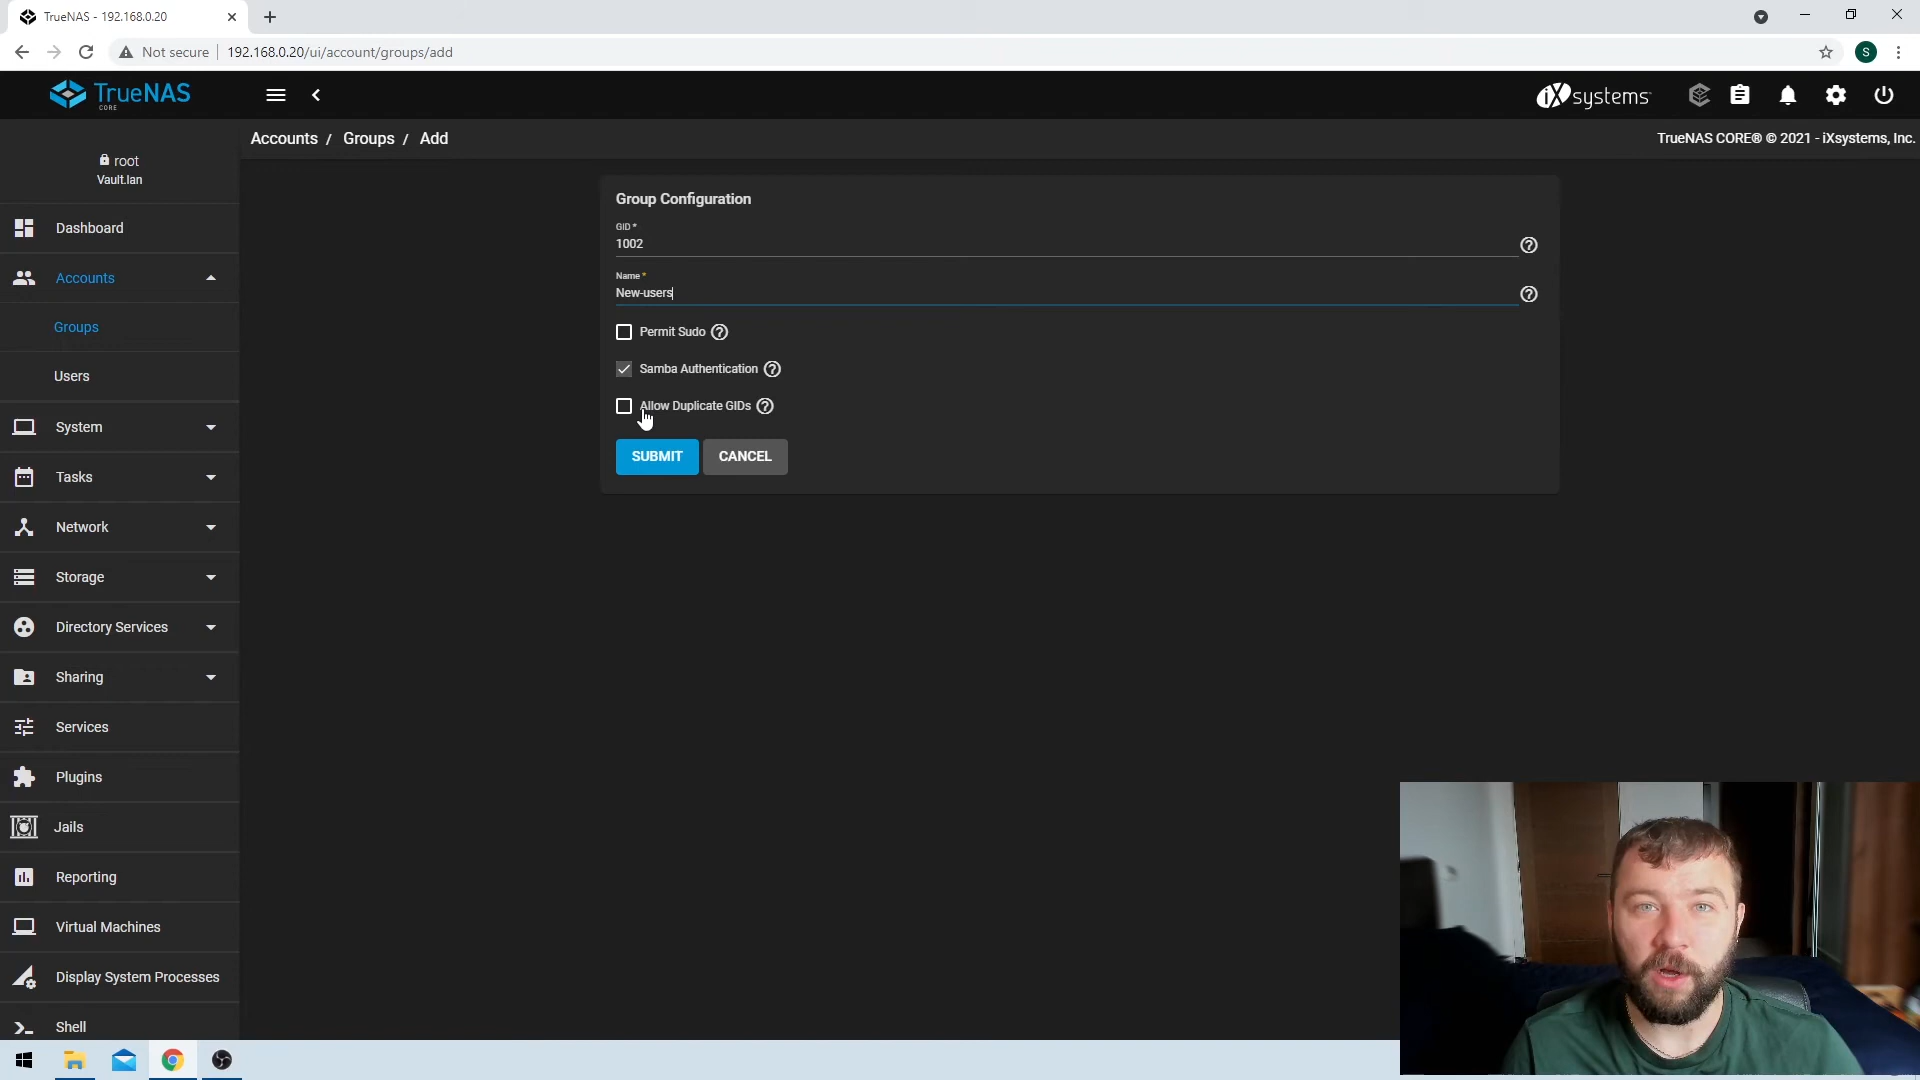 TrueNAS - 192.168.0.20
Not secure
192.168.0.20/ui/account/groups/add
S
TrueNAS
CORE
iXsystems
Accounts / Groups / Add
TrueNAS CORE® © 2021 - iXsystems, Inc.
root
Vault.lan
Dashboard
Accounts
Groups
Users
System
Tasks
Network
Storage
Directory Services
Sharing
Services
Plugins
Jails
Reporting
Virtual Machines
Display System Processes
Shell
Group Configuration
GID *
1002
Name *
New-users
Permit Sudo
Samba Authentication
Allow Duplicate GIDs
SUBMIT
CANCEL